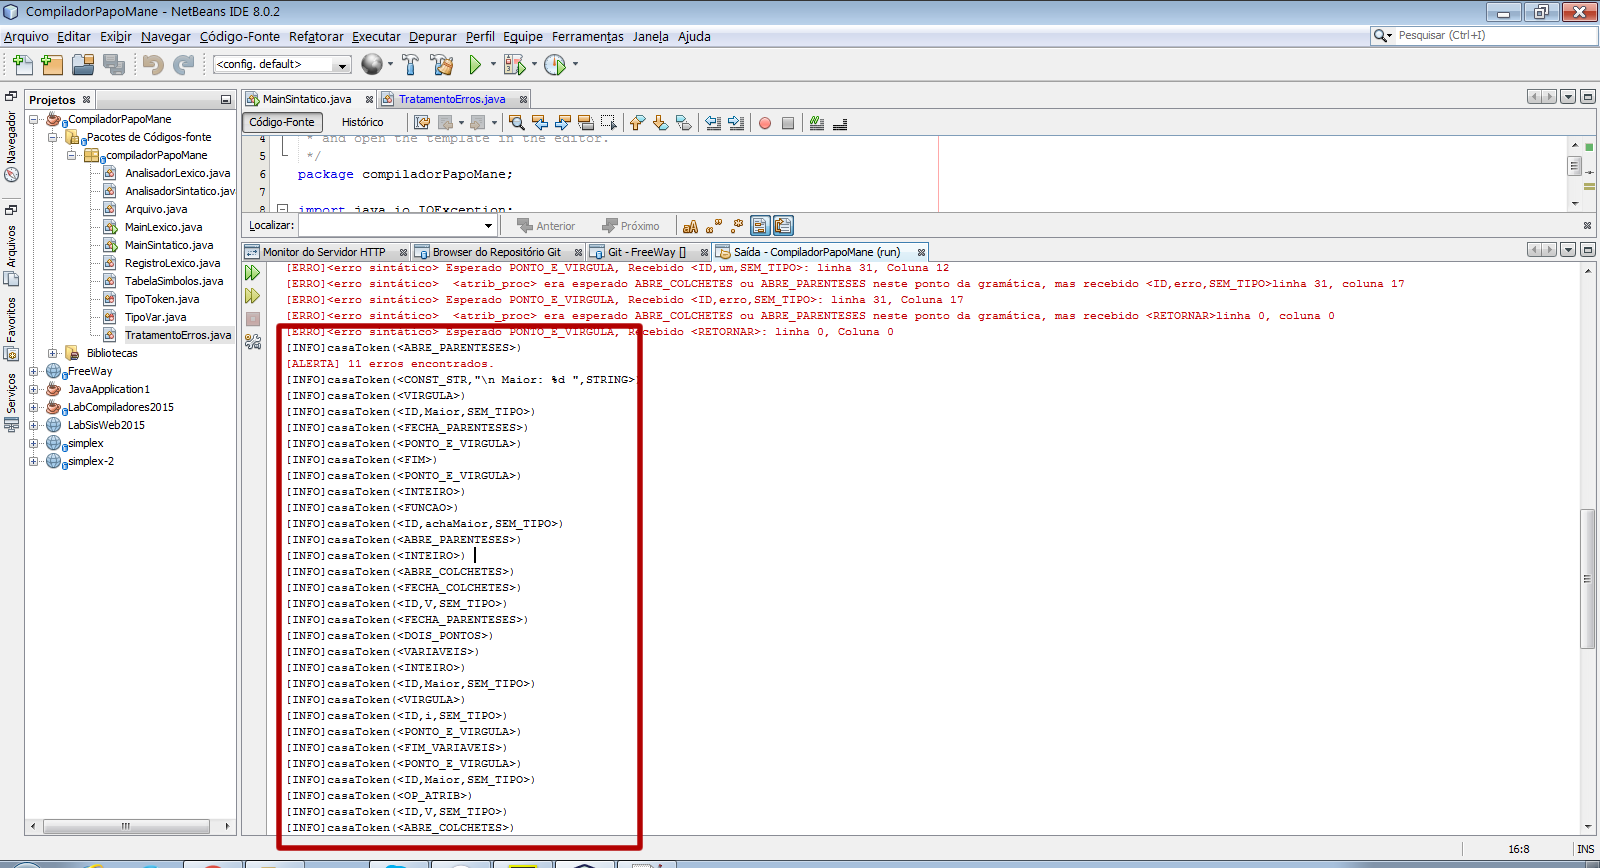 CompiladorPapoMane - NetBeans IDE 8.0.2
Arquivo Editar Exibir Navegar Código-Fonte Refatorar Executar Depurar Perfil Equipe Ferramentas Janela Ajuda
Pesquisar (Ctrl+I)
<config. default>
Projetos
MainSintatico.java
TratamentoErros.java
Código-Fonte Histórico
Navegador
Arquivos
Favoritos
Serviços
CompiladorPapoMane
Pacotes de Códigos-fonte
compiladorPapoMane
AnalisadorLexico.java
AnalisadorSintatico.jav
Arquivo.java
MainLexico.java
MainSintatico.java
RegistroLexico.java
TabelaSimbolos.java
TipoToken.java
TipoVar.java
TratamentoErros.java
Bibliotecas
FreeWay
JavaApplication1
LabCompiladores2015
LabSisWeb2015
simplex
simplex-2
4 * and open the template in the editor.
5 */
6 package compiladorPapoMane;
7
8 import java.io.IOException;
Localizar: Anterior Próximo
Monitor do Servidor HTTP
Browser do Repositório Git
Git - FreeWay []
Saída - CompiladorPapoMane (run)
[ERRO]<erro sintático> Esperado PONTO_E_VIRGULA, Recebido <ID,um,SEM_TIPO>: linha 31, Coluna 12
[ERRO]<erro sintático>  <atrib_proc> era esperado ABRE_COLCHETES ou ABRE_PARENTESES neste ponto da gramática, mas recebido <ID,erro,SEM_TIPO>linha 31, coluna 17
[ERRO]<erro sintático> Esperado PONTO_E_VIRGULA, Recebido <ID,erro,SEM_TIPO>: linha 31, Coluna 17
[ERRO]<erro sintático>  <atrib_proc> era esperado ABRE_COLCHETES ou ABRE_PARENTESES neste ponto da gramática, mas recebido <RETORNAR>linha 0, coluna 0
[ERRO]<erro sintático> Esperado PONTO_E_VIRGULA, Recebido <RETORNAR>: linha 0, Coluna 0
[INFO]casaToken(<ABRE_PARENTESES>)
[ALERTA] 11 erros encontrados.
[INFO]casaToken(<CONST_STR,"\n Maior: %d ",STRING>)
[INFO]casaToken(<VIRGULA>)
[INFO]casaToken(<ID,Maior,SEM_TIPO>)
[INFO]casaToken(<FECHA_PARENTESES>)
[INFO]casaToken(<PONTO_E_VIRGULA>)
[INFO]casaToken(<FIM>)
[INFO]casaToken(<PONTO_E_VIRGULA>)
[INFO]casaToken(<INTEIRO>)
[INFO]casaToken(<FUNCAO>)
[INFO]casaToken(<ID,achaMaior,SEM_TIPO>)
[INFO]casaToken(<ABRE_PARENTESES>)
[INFO]casaToken(<INTEIRO>)
[INFO]casaToken(<ABRE_COLCHETES>)
[INFO]casaToken(<FECHA_COLCHETES>)
[INFO]casaToken(<ID,V,SEM_TIPO>)
[INFO]casaToken(<FECHA_PARENTESES>)
[INFO]casaToken(<DOIS_PONTOS>)
[INFO]casaToken(<VARIAVEIS>)
[INFO]casaToken(<INTEIRO>)
[INFO]casaToken(<ID,Maior,SEM_TIPO>)
[INFO]casaToken(<VIRGULA>)
[INFO]casaToken(<ID,i,SEM_TIPO>)
[INFO]casaToken(<PONTO_E_VIRGULA>)
[INFO]casaToken(<FIM_VARIAVEIS>)
[INFO]casaToken(<PONTO_E_VIRGULA>)
[INFO]casaToken(<ID,Maior,SEM_TIPO>)
[INFO]casaToken(<OP_ATRIB>)
[INFO]casaToken(<ID,V,SEM_TIPO>)
[INFO]casaToken(<ABRE_COLCHETES>)
16:8 INS